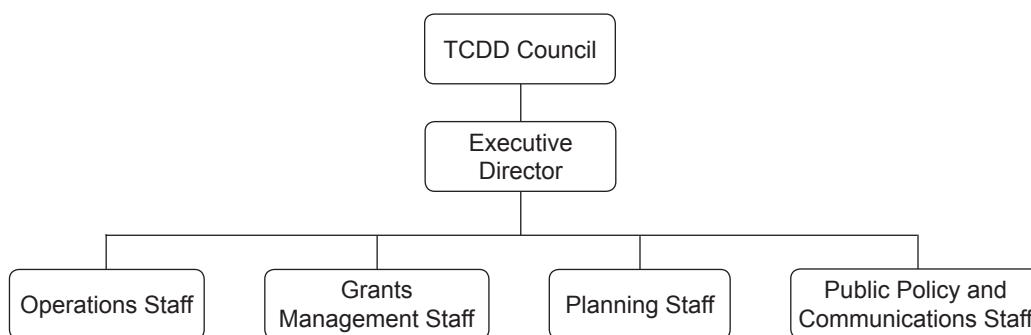 TCDD Council
Executive
Director
Operations Staff
Grants
Management Staff
Planning Staff
Public Policy and
Communications Staff